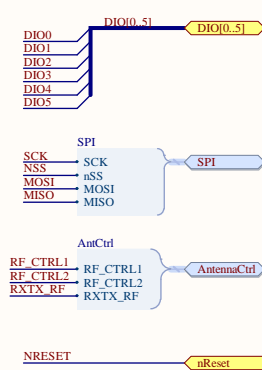 DIO[0..5]
DIO[0..5]
DIO0
DIO1
DIO2
DIO3
DIO4
DIO5
SPI
SCK SCK
NSS nSS
MOSI MOSI
MISO MISO
SPI
AntCtrl
RF_CTRL1 RF_CTRL1
RF_CTRL2 RF_CTRL2
RXTX_RF RXTX_RF
AntennaCtrl
NRESET nReset